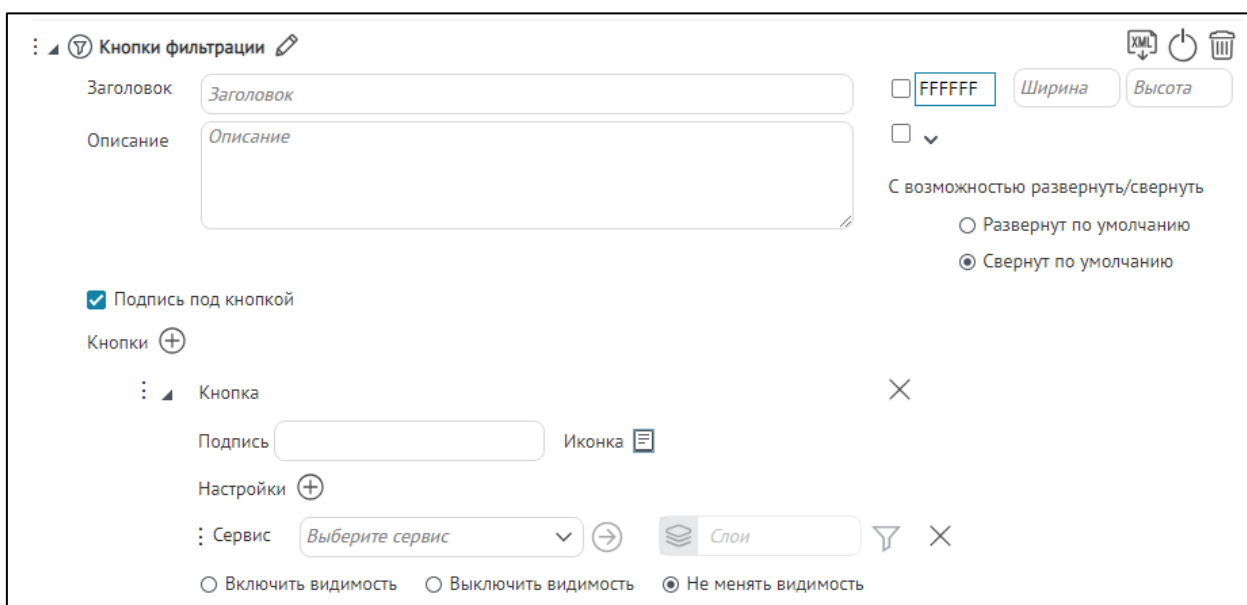 Кнопки фильтрации XML
Заголовок Заголовок FFFFFF Ширина Высота
Описание Описание
С возможностью развернуть/свернуть
Развернут по умолчанию
Свернут по умолчанию
Подпись под кнопкой
Кнопки
Кнопка
Подпись Иконка
Настройки
Сервис Выберите сервис Слои
Включить видимость Выключить видимость Не менять видимость